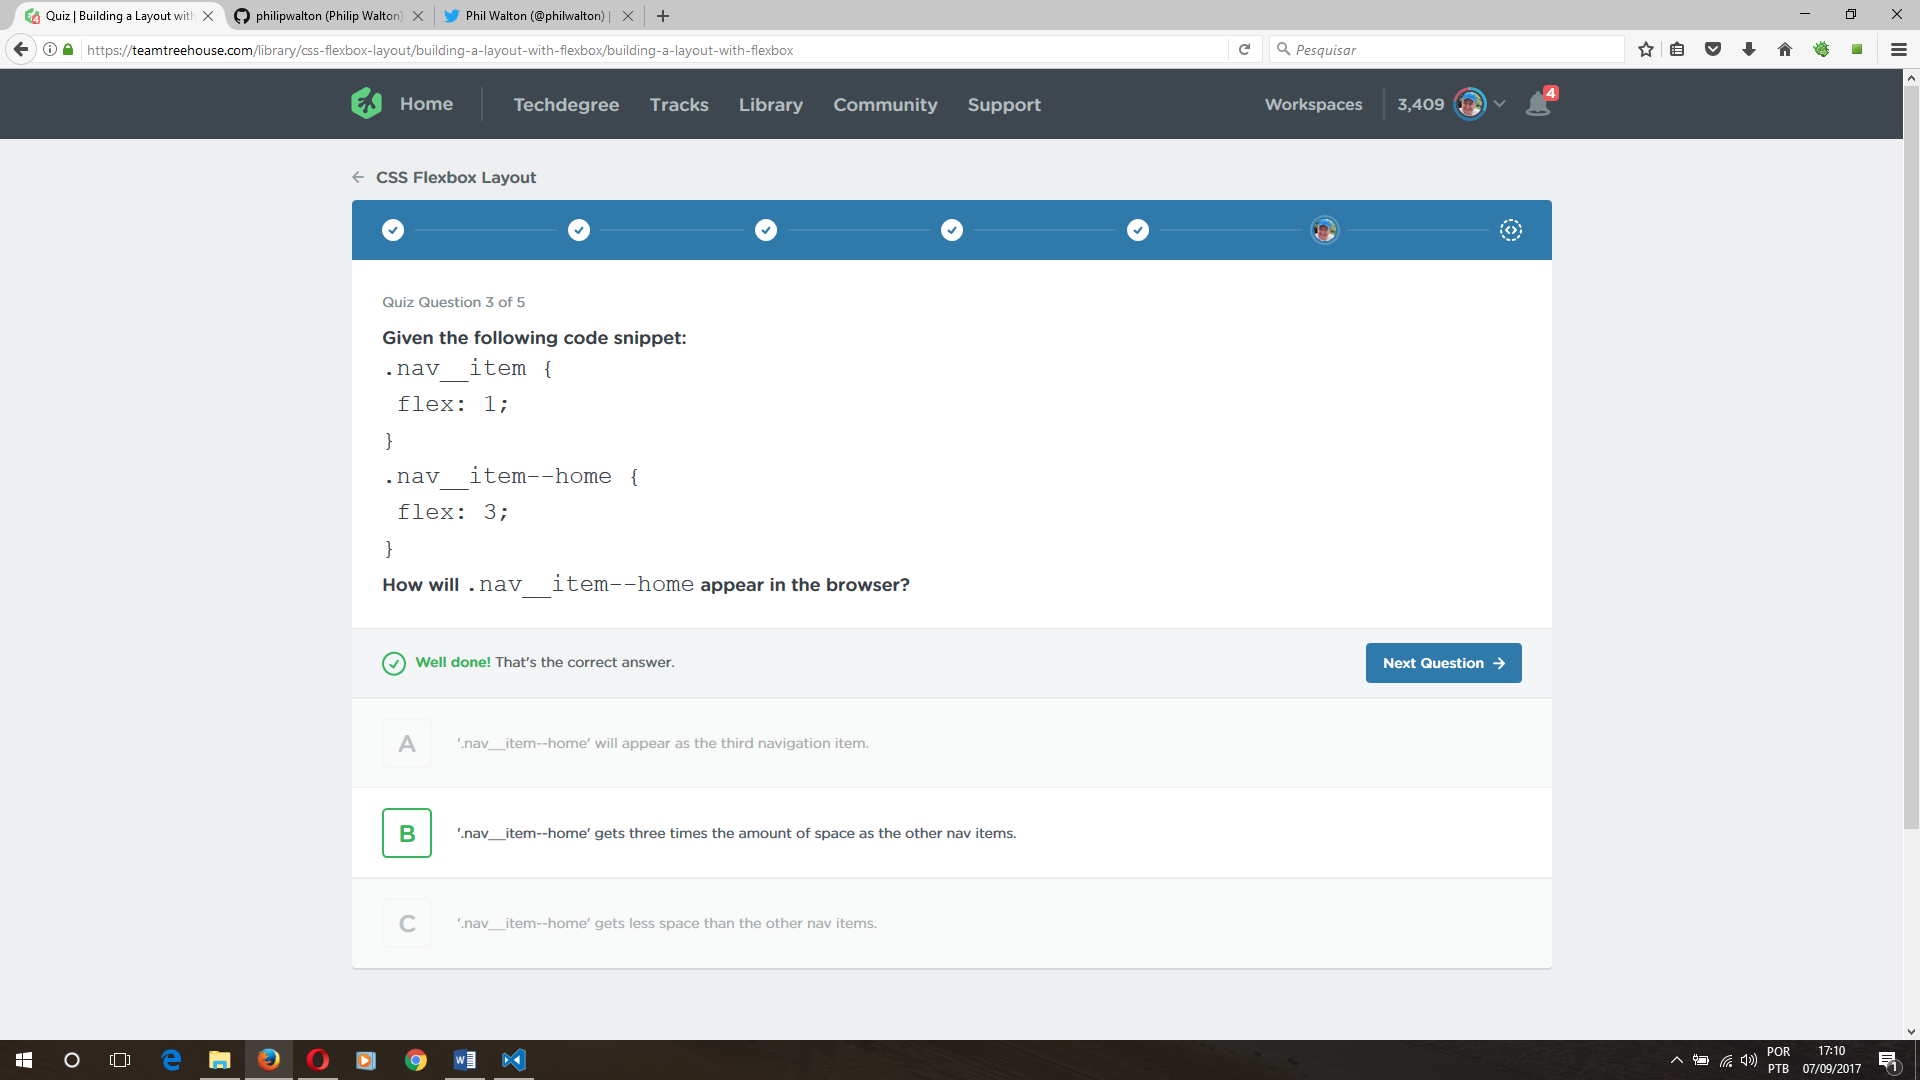 Quiz | Building a Layout with
philipwalton (Philip Walton)
Phil Walton (@philwalton) |
https://teamtreehouse.com/library/css-flexbox-layout/building-a-layout-with-flexbox/building-a-layout-with-flexbox
Pesquisar
Home
Techdegree
Tracks
Library
Community
Support
Workspaces
3,409
4
CSS Flexbox Layout
Quiz Question 3 of 5
Given the following code snippet:
.nav__item {
flex: 1;
}
.nav__item--home {
flex: 3;
}
How will .nav__item--home appear in the browser?
Well done! That's the correct answer.
Next Question
A
'.nav__item--home' will appear as the third navigation item.
B
'.nav__item--home' gets three times the amount of space as the other nav items.
C
'.nav__item--home' gets less space than the other nav items.
POR
PTB
17:10
07/09/2017
1